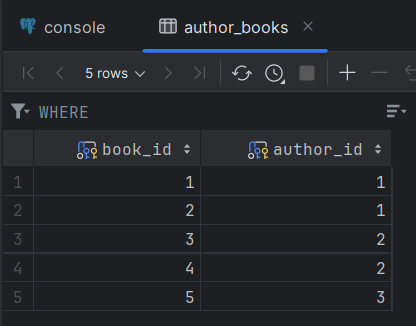 console author_books
5 rows
WHERE
book_id author_id
1 1 1
2 2 1
3 3 2
4 4 2
5 5 3